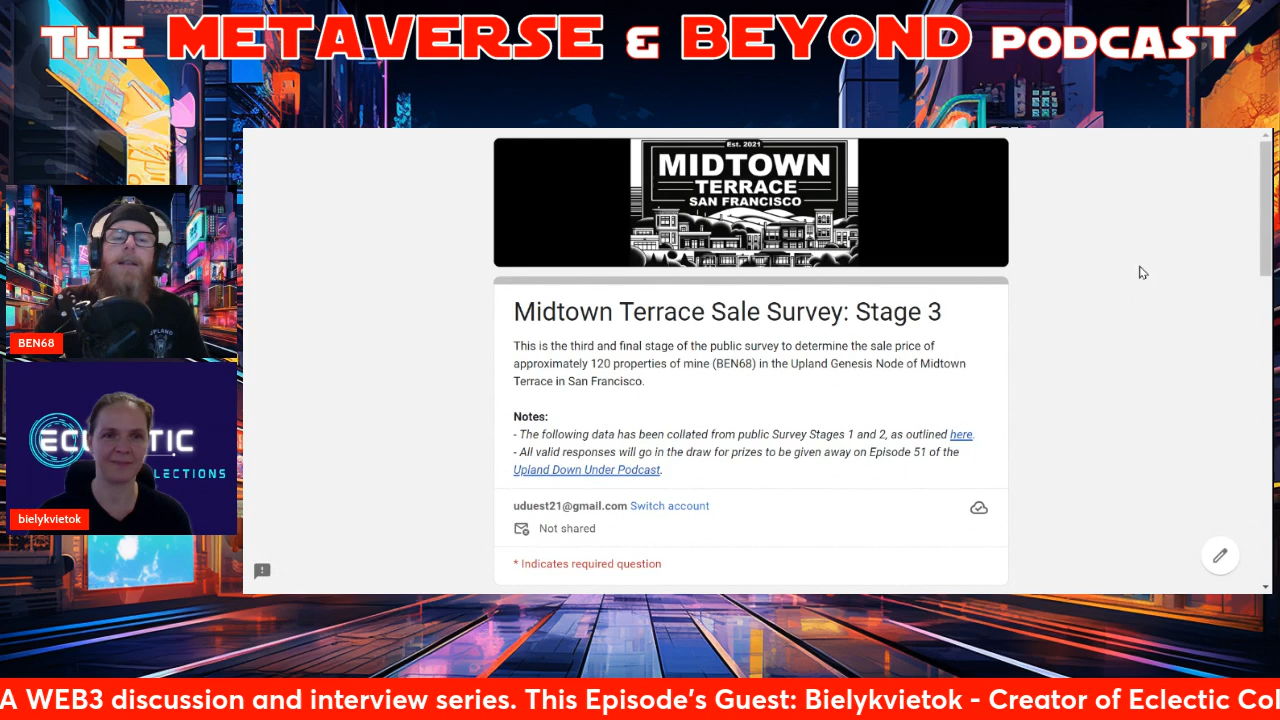 THE METAVERSE & BEYOND PODCAST
Est. 2021
MIDTOWN
TERRACE
SAN FRANCISCO
Midtown Terrace Sale Survey: Stage 3
This is the third and final stage of the public survey to determine the sale price of
approximately 120 properties of mine (BEN68) in the Upland Genesis Node of Midtown
Terrace in San Francisco.
Notes:
- The following data has been collated from public Survey Stages 1 and 2, as outlined here.
- All valid responses will go in the draw for prizes to be given away on Episode 51 of the
Upland Down Under Podcast.
uduest21@gmail.com Switch account
Not shared
* Indicates required question
UPLAND
BEN68
LECTIONS
bielykvietok
A WEB3 discussion and interview series. This Episode's Guest: Bielykvietok - Creator of Eclectic Col